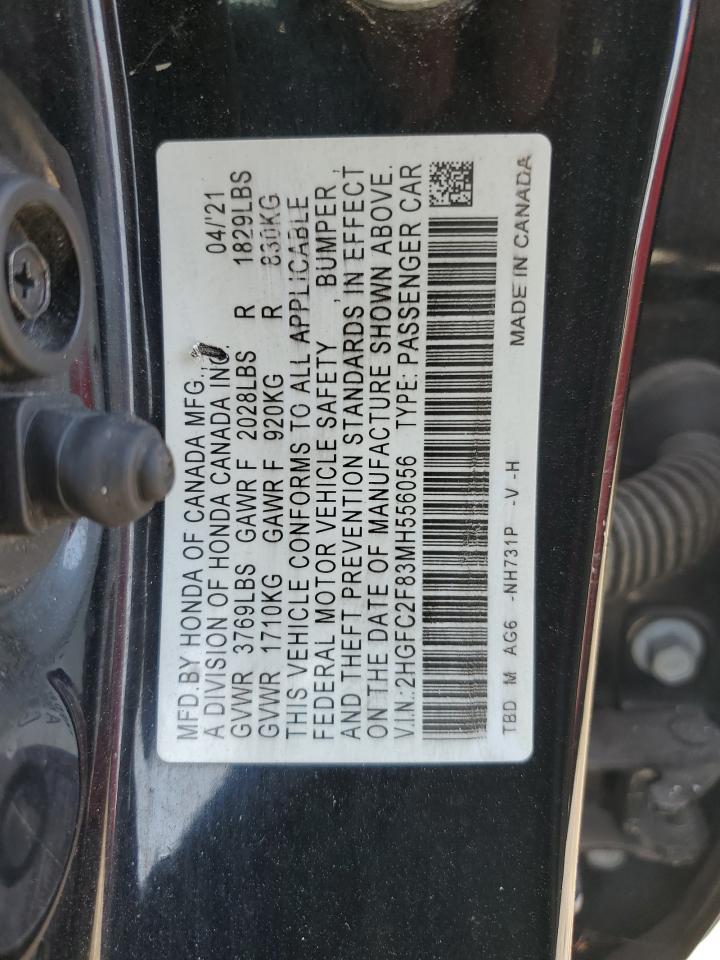 MFD.BY HONDA OF CANADA MFG., 04/'21
A DIVISION OF HONDA CANADA INC.
GVWR 3769LBS GAWR F 2028LBS R 1829LBS
GVWR 1710KG GAWR F 920KG R 830KG
THIS VEHICLE CONFORMS TO ALL APPLICABLE
FEDERAL MOTOR VEHICLE SAFETY , BUMPER ,
AND THEFT PREVENTION STANDARDS IN EFFECT
ON THE DATE OF MANUFACTURE SHOWN ABOVE.
V.I.N.:2HGFC2F83MH556056 TYPE: PASSENGER CAR
TBD 1M AG6 -NH731P -V -H MADE IN CANADA